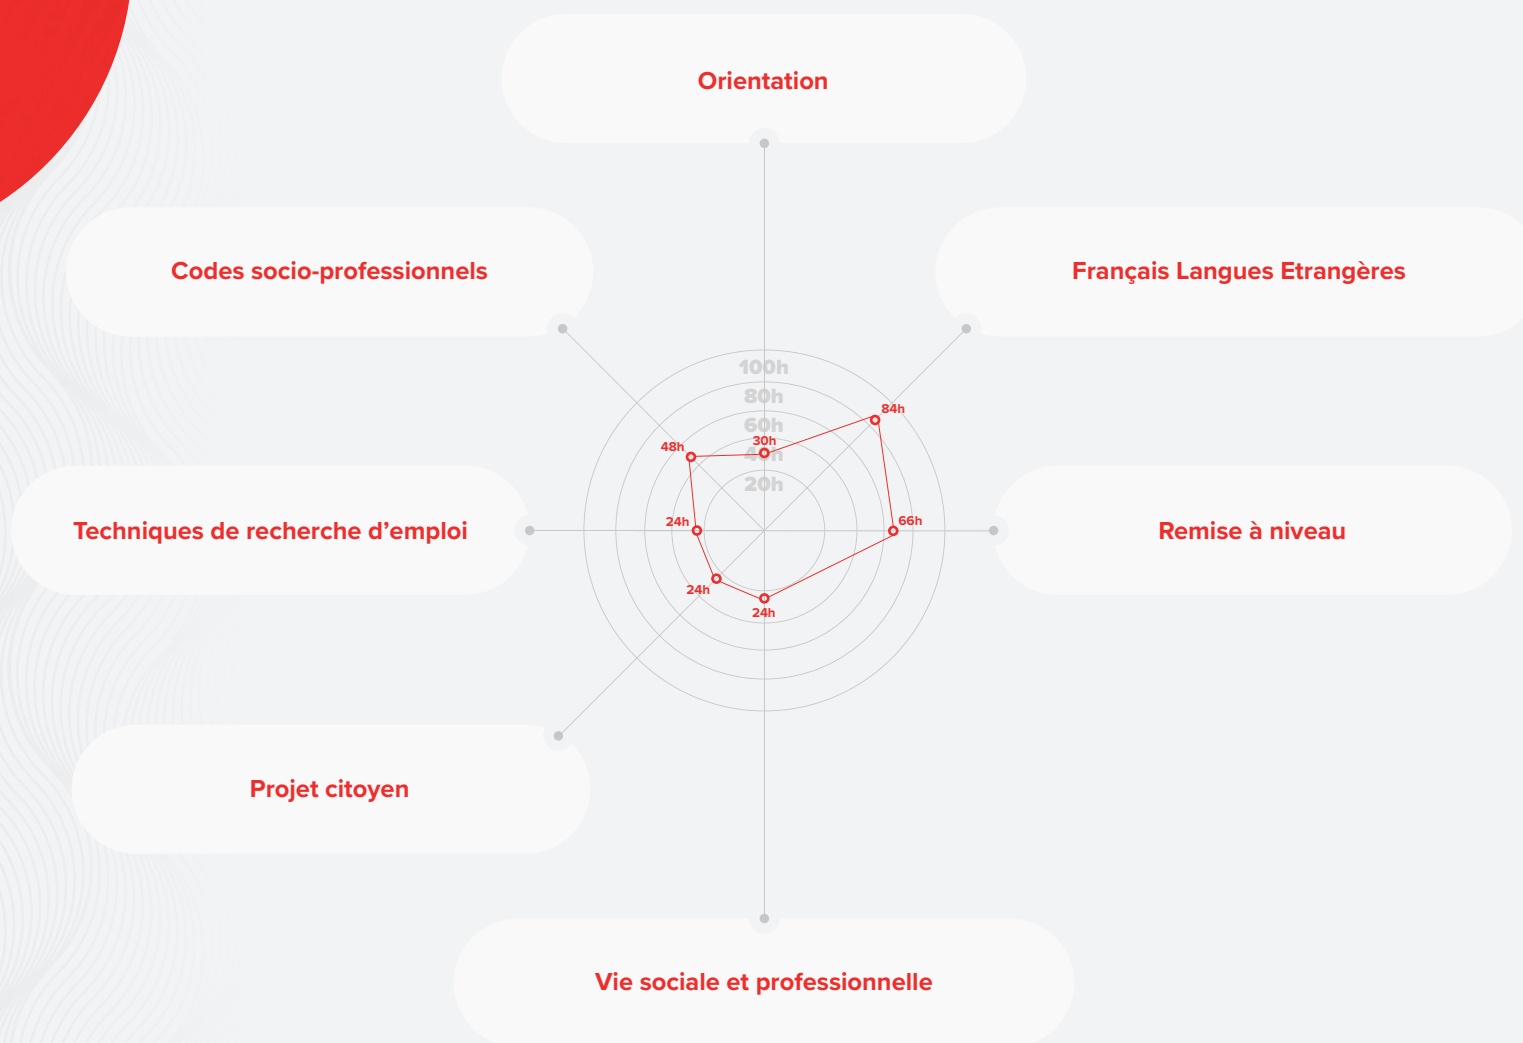 Orientation
Codes socio-professionnels
Français Langues Etrangères
100h
80h
84h
60h
30h
48h
40h
20h
24h
66h
Techniques de recherche d’emploi
Remise à niveau
24h
24h
Projet citoyen
Vie sociale et professionnelle